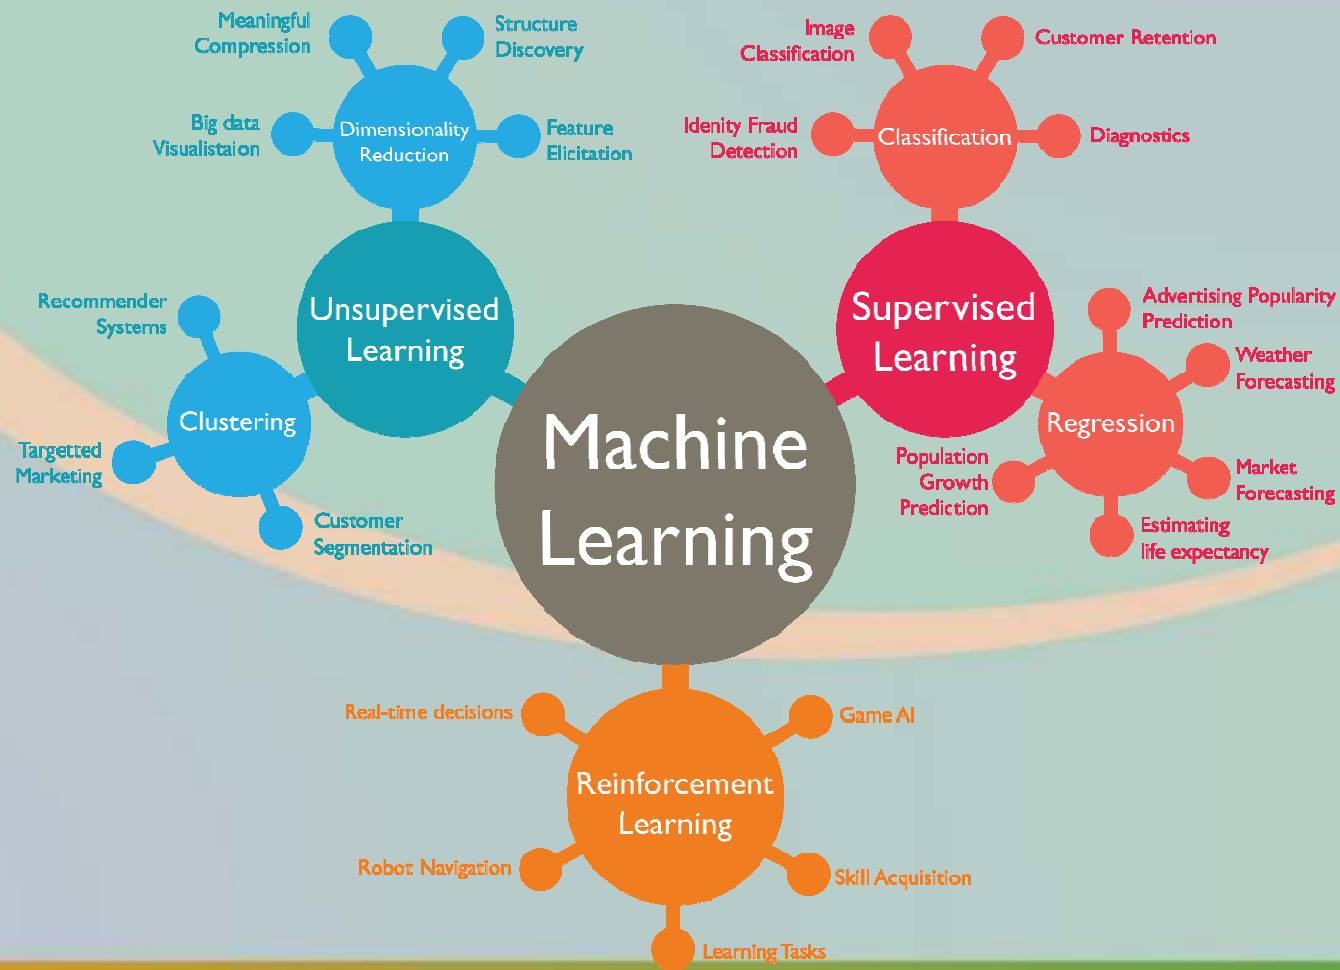 Meaningful
Compression
Structure
Discovery
Big data
Visualistaion
Dimensionality
Reduction
Feature
Elicitation
Image
Classification
Customer Retention
Idenity Fraud
Detection
Classification
Diagnostics
Unsupervised
Learning
Recommender
Systems
Clustering
Targetted
Marketing
Customer
Segmentation
Machine
Learning
Supervised
Learning
Advertising Popularity
Prediction
Weather
Forecasting
Regression
Population
Growth
Prediction
Market
Forecasting
Estimating
life expectancy
Real-time decisions
Game AI
Reinforcement
Learning
Robot Navigation
Skill Acquisition
Learning Tasks